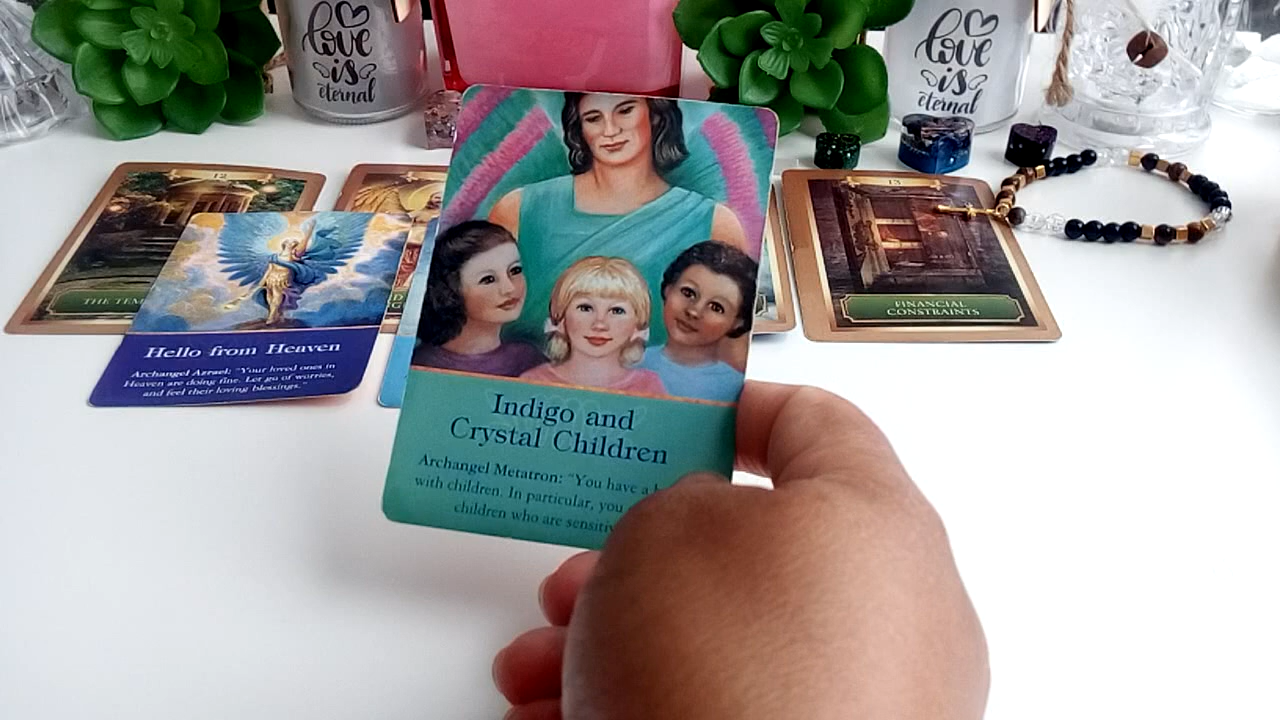 love
is
eternal
love
is
eternal
12
THE TEM
13
FINANCIAL
CONSTRAINTS
Hello from Heaven
Archangel Azrael: "Your loved ones in
Heaven are doing fine. Let go of worries,
and feel their loving blessings."
Indigo and
Crystal Children
Archangel Metatron: "You have a
with children. In particular, you
children who are sensitiv